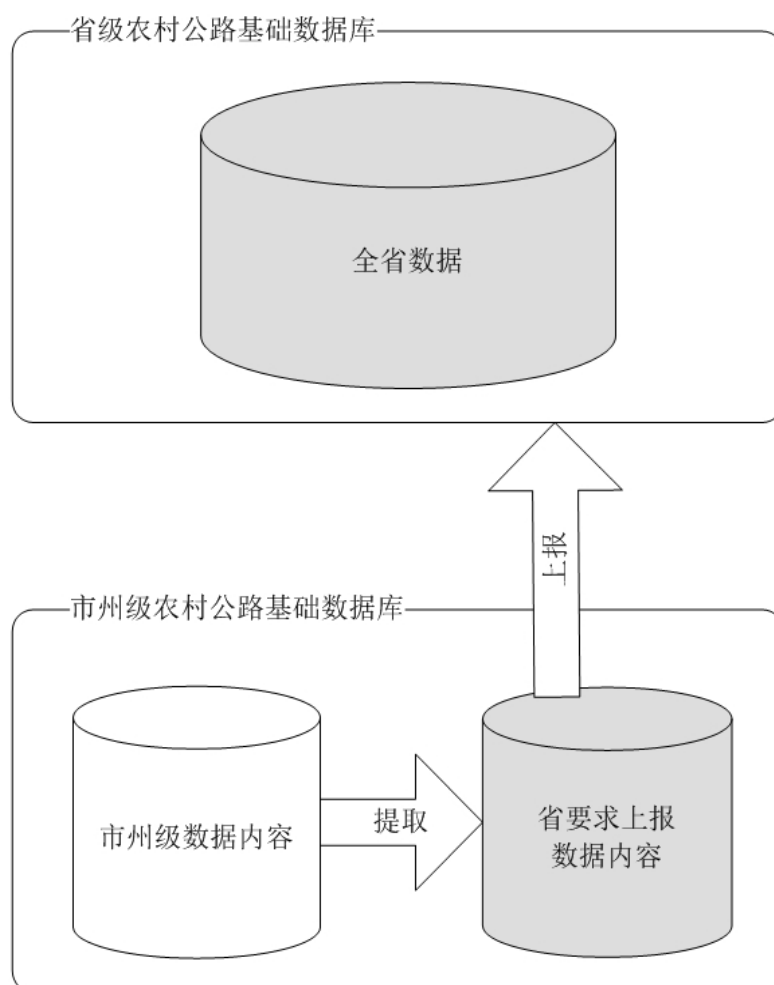 省级农村公路基础数据库
全省数据
上报
市州级农村公路基础数据库
市州级数据内容
提取
省要求上报
数据内容